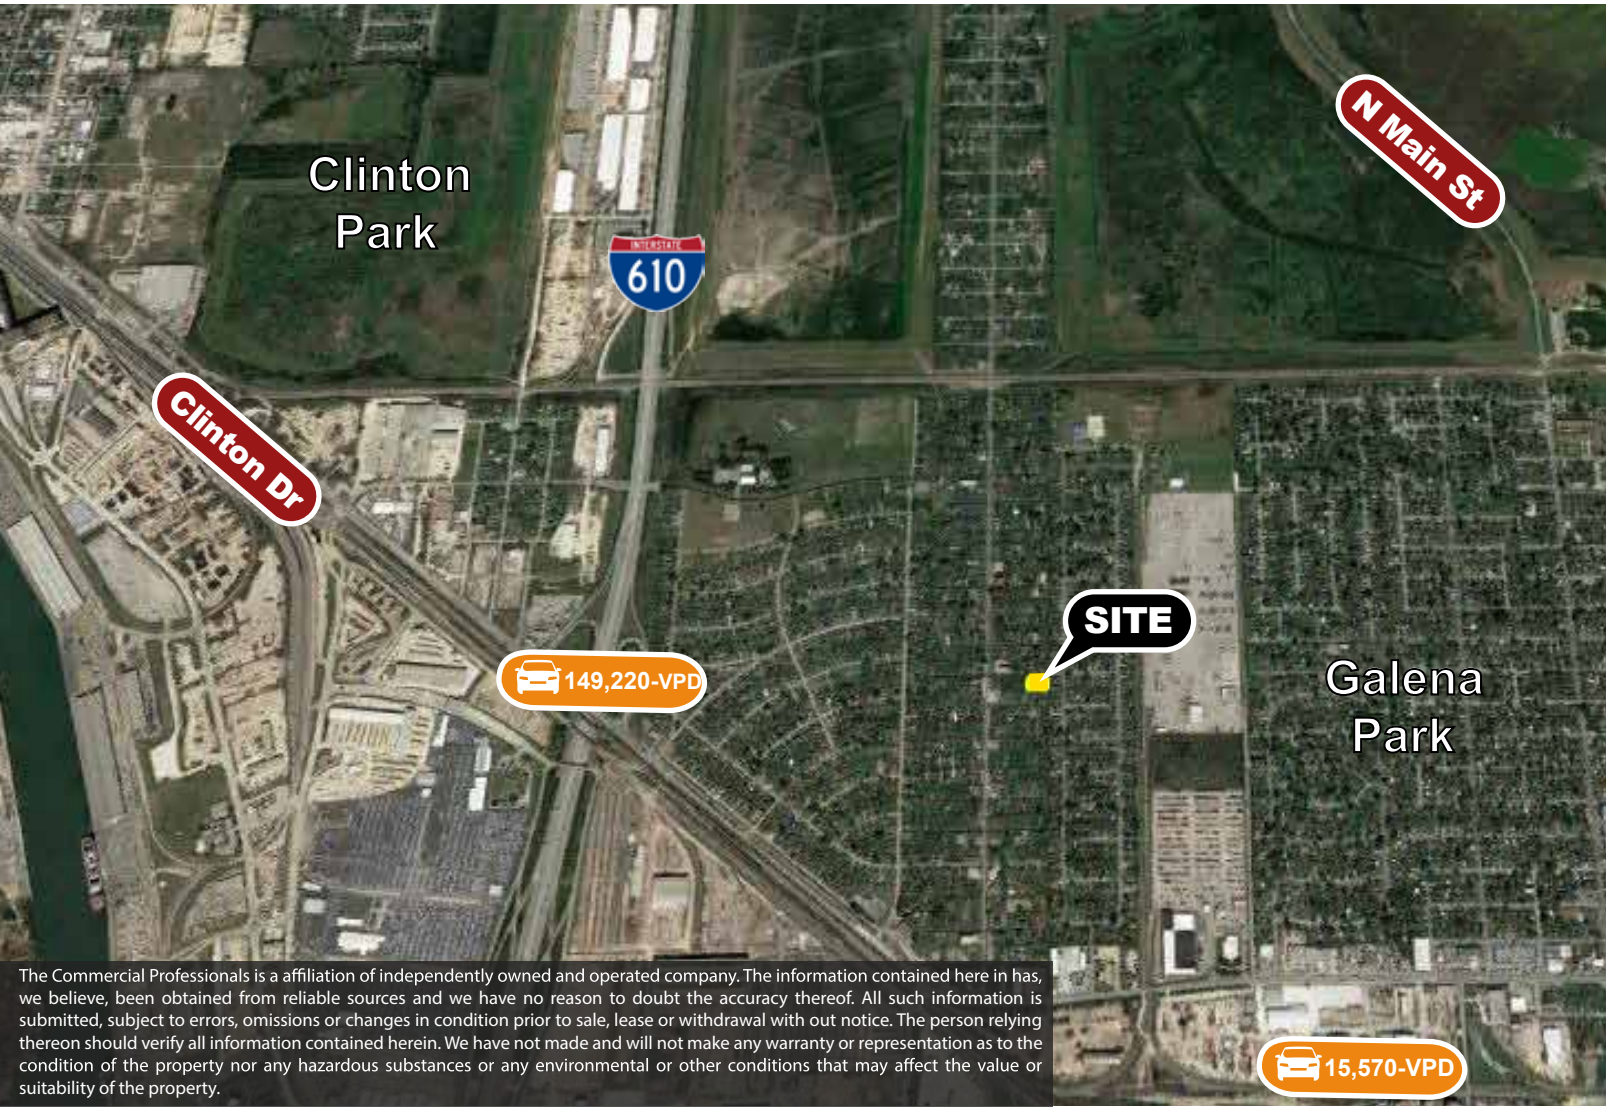 N Main St
Clinton
Park
INTERSTATE
610
Clinton Dr
SITE
149,220-VPD
Galena
Park
The Commercial Professionals is a affiliation of independently owned and operated company. The information contained here in has,
we believe, been obtained from reliable sources and we have no reason to doubt the accuracy thereof. All such information is
submitted, subject to errors, omissions or changes in condition prior to sale, lease or withdrawal with out notice. The person relying
thereon should verify all information contained herein. We have not made and will not make any warranty or representation as to the
condition of the property nor any hazardous substances or any environmental or other conditions that may affect the value or
suitability of the property.
15,570-VPD